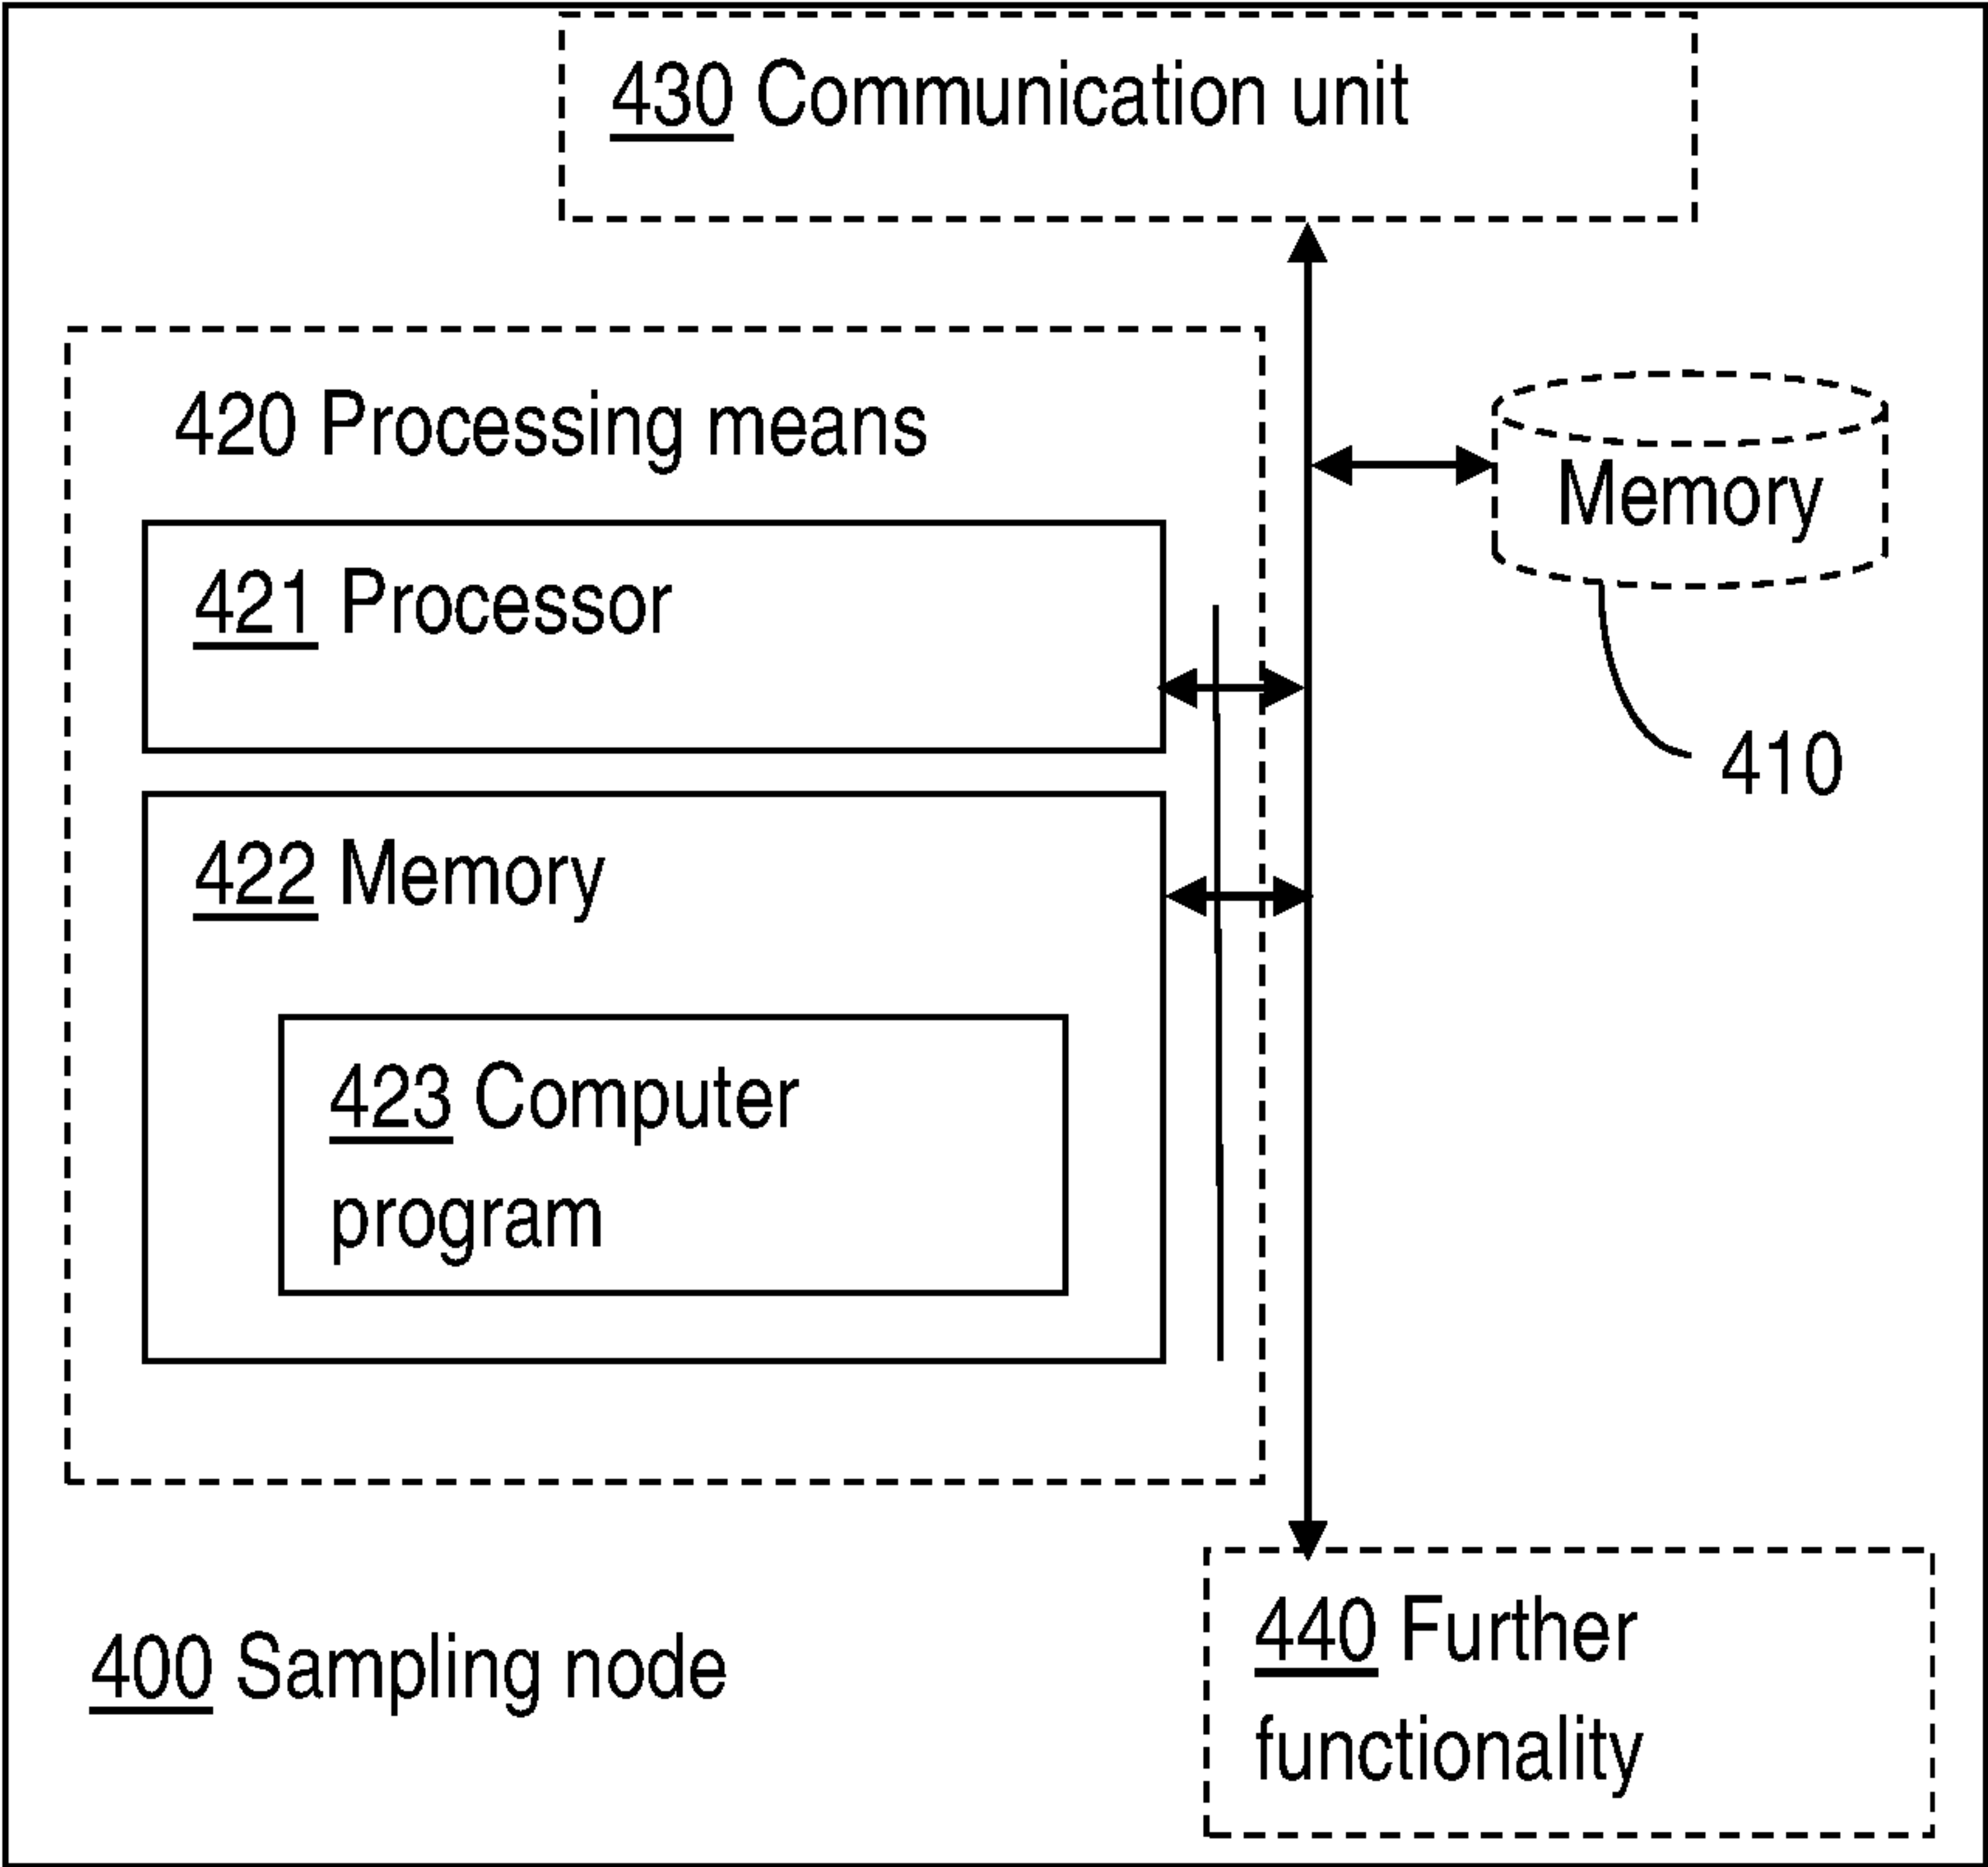 430 Communication unit
420 Processing means
Memory
421 Processor
410
422 Memory
423 Computer
program
400 Sampling node
440 Further
functionality